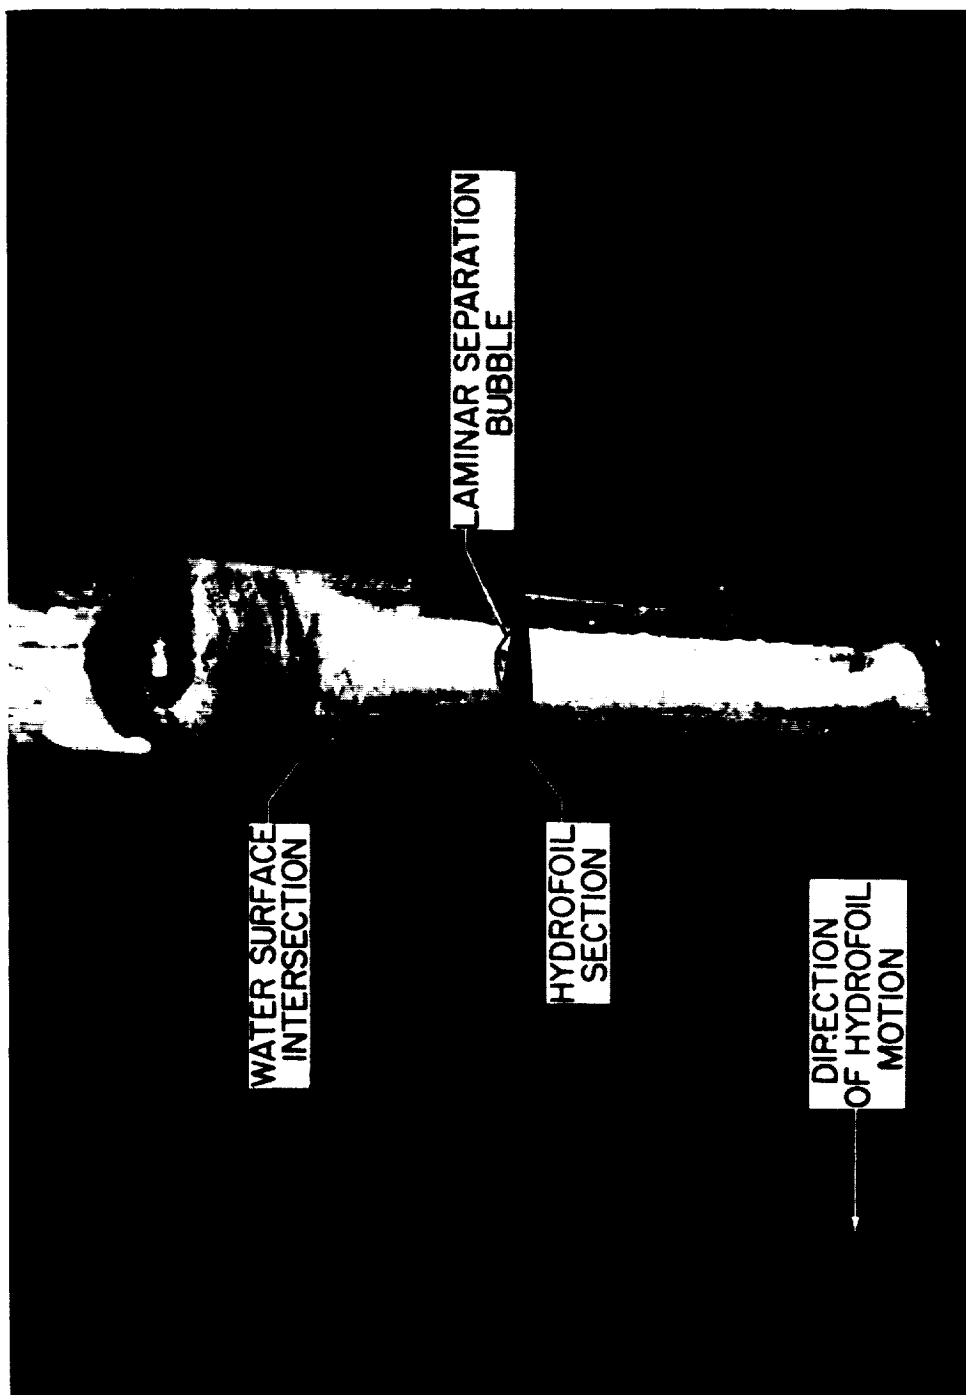 WATER SURFACE
INTERSECTION
LAMINAR SEPARATION
BUBBLE
HYDROFOIL
SECTION
DIRECTION
OF HYDROFOIL
MOTION